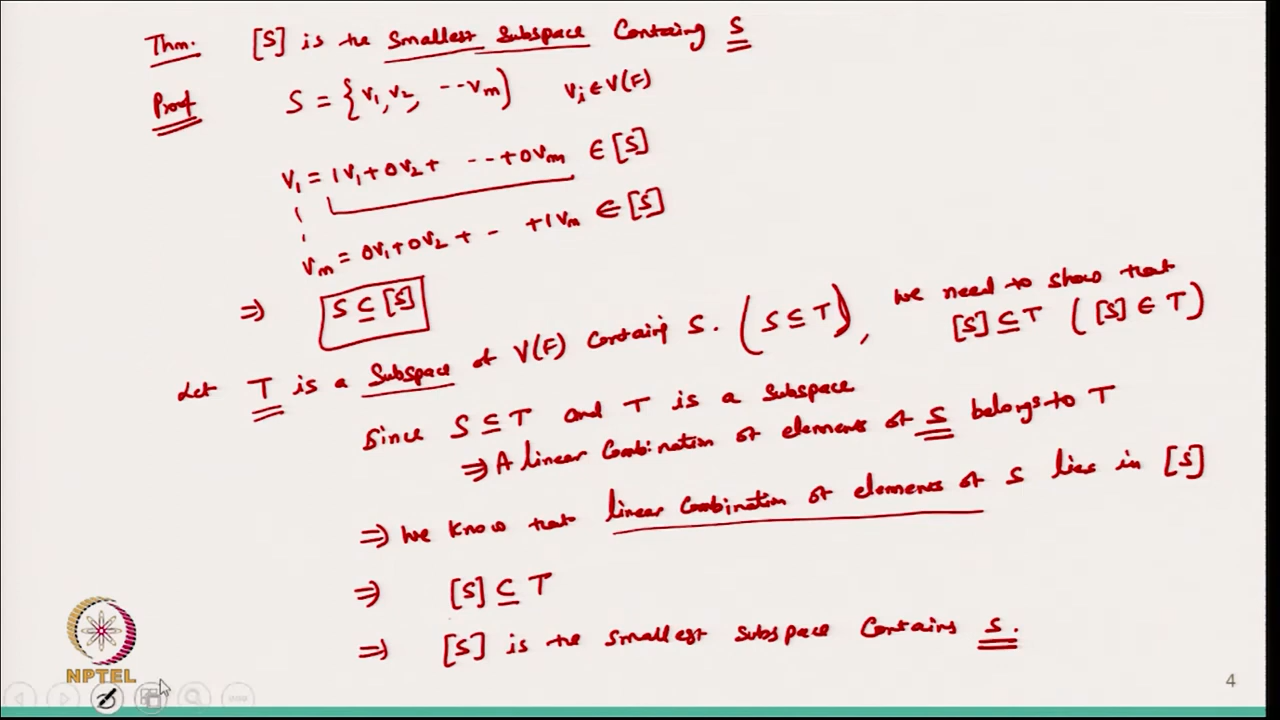 Thm. [S] is the Smallest Subspace Containg S
Proof S = {v₁, v₂, --vₘ} vᵢ ∈ V(F)
v₁ = 1v₁ + 0v₂ + --+0vₘ ∈ [S]
vₘ = 0v₁ + 0v₂ + - +1vₘ ∈ [S]
⇒ S ⊆ [S]
Let T is a Subspace of V(F) Containg S. (S ⊆ T), We need to show that
[S] ⊆ T ([S] ∈ T)
Since S ⊆ T and T is a subspace
⇒ A linear Combination of elements of S belongs to T
⇒ We know that linear Combination of elements of S lies in [S]
⇒ [S] ⊆ T
⇒ [S] is the Smallest subspace Contains S.
NPTEL
4